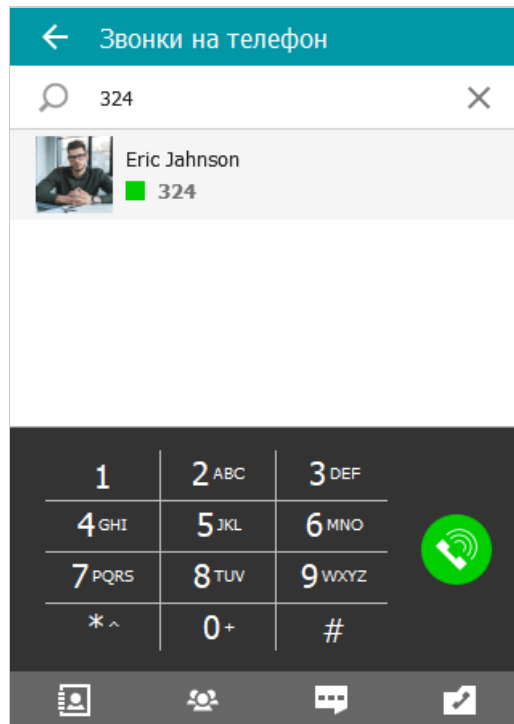 Звонки на телефон
324
Eric Jahnson
324
1 2 ABC 3 DEF
4 GHI 5 JKL 6 MNO
7 PQRS 8 TUV 9 WXYZ
* ^ 0 + #